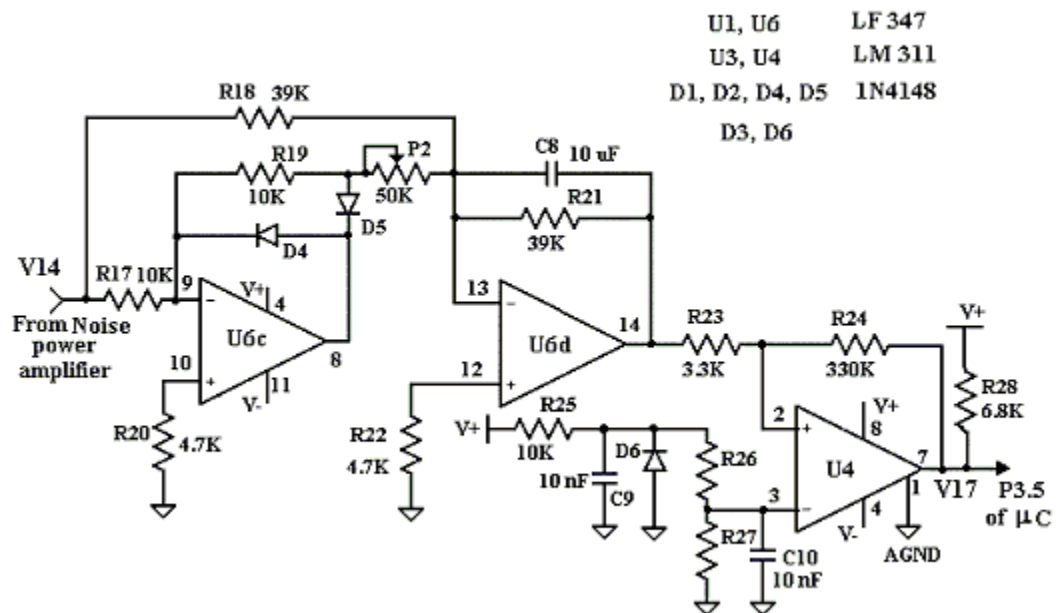 U1, U6 LF 347
U3, U4 LM 311
D1, D2, D4, D5 1N4148
D3, D6
R18 39K
R19
10K
P2
50K
C8
10 uF
D5
R21
39K
D4
V14
R17 10K
9
-
V+
4
U6c
8
From Noise
power
amplifier
10
+
11
V-
R20
4.7K
13
-
U6d
14
12
+
R22
4.7K
R23
3.3K
R24
330K
V+
R28
6.8K
V+
R25
10K
D6
10 nF
C9
R26
R27
2
+
V+
8
U4
7
3
-
1
V-
4
V17
P3.5
of μC
C10
10 nF
AGND